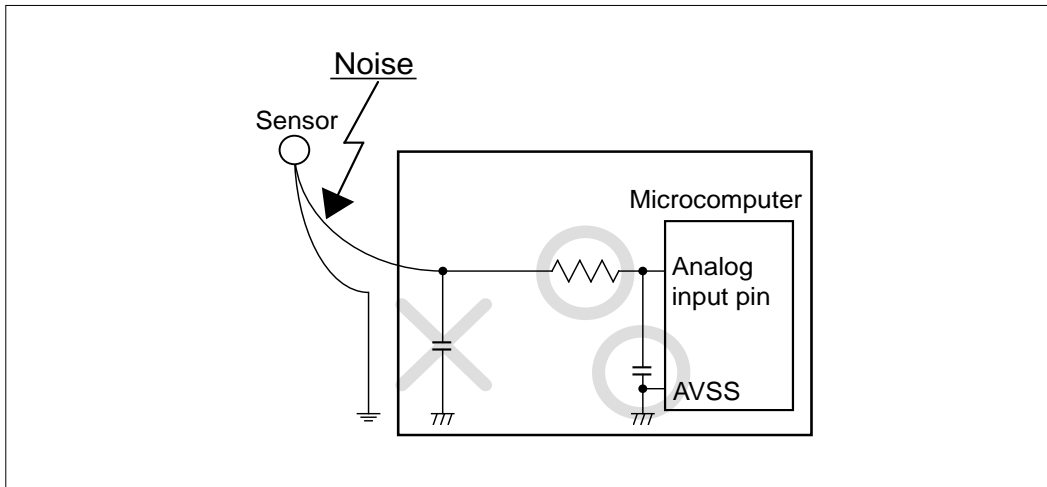 Noise
Sensor
Microcomputer
Analog
input pin
AVSS